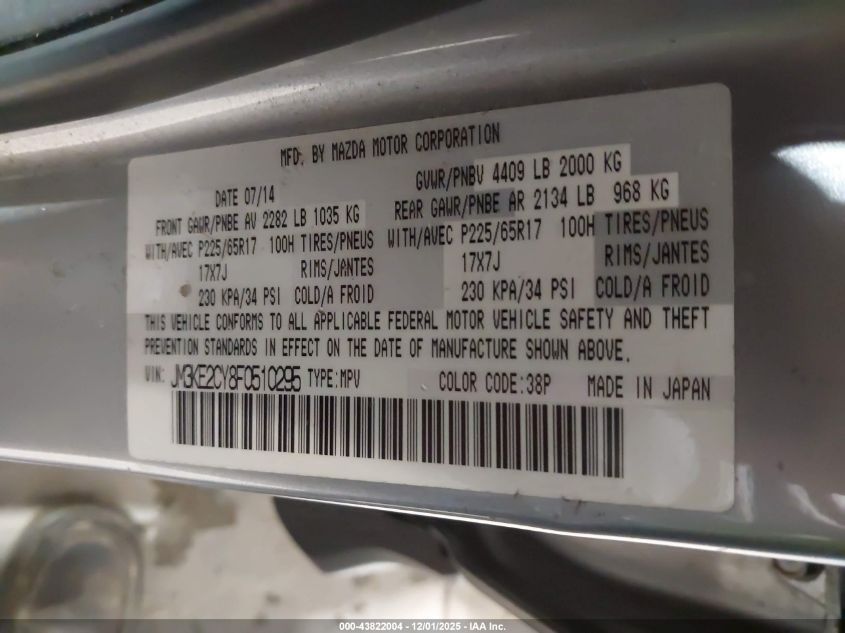 MFD. BY MAZDA MOTOR CORPORATION
DATE 07/14
GVWR/PNBV 4409 LB 2000 KG
FRONT GAWR/PNBE AV 2282 LB 1035 KG
REAR GAWR/PNBE AR 2134 LB 968 KG
WITH/AVEC P225/65R17 100H TIRES/PNEUS
WITH/AVEC P225/65R17 100H TIRES/PNEUS
17X7J RIMS/JANTES
17X7J RIMS/JANTES
230 KPA/34 PSI COLD/A FROID
230 KPA/34 PSI COLD/A FROID
THIS VEHICLE CONFORMS TO ALL APPLICABLE FEDERAL MOTOR VEHICLE SAFETY AND THEFT
PREVENTION STANDARDS IN EFFECT ON THE DATE OF MANUFACTURE SHOWN ABOVE.
VIN: JM3KE2CY8F0510295 TYPE:MPV COLOR CODE:38P MADE IN JAPAN
000-43822004 - 12/01/2025 - IAA Inc.